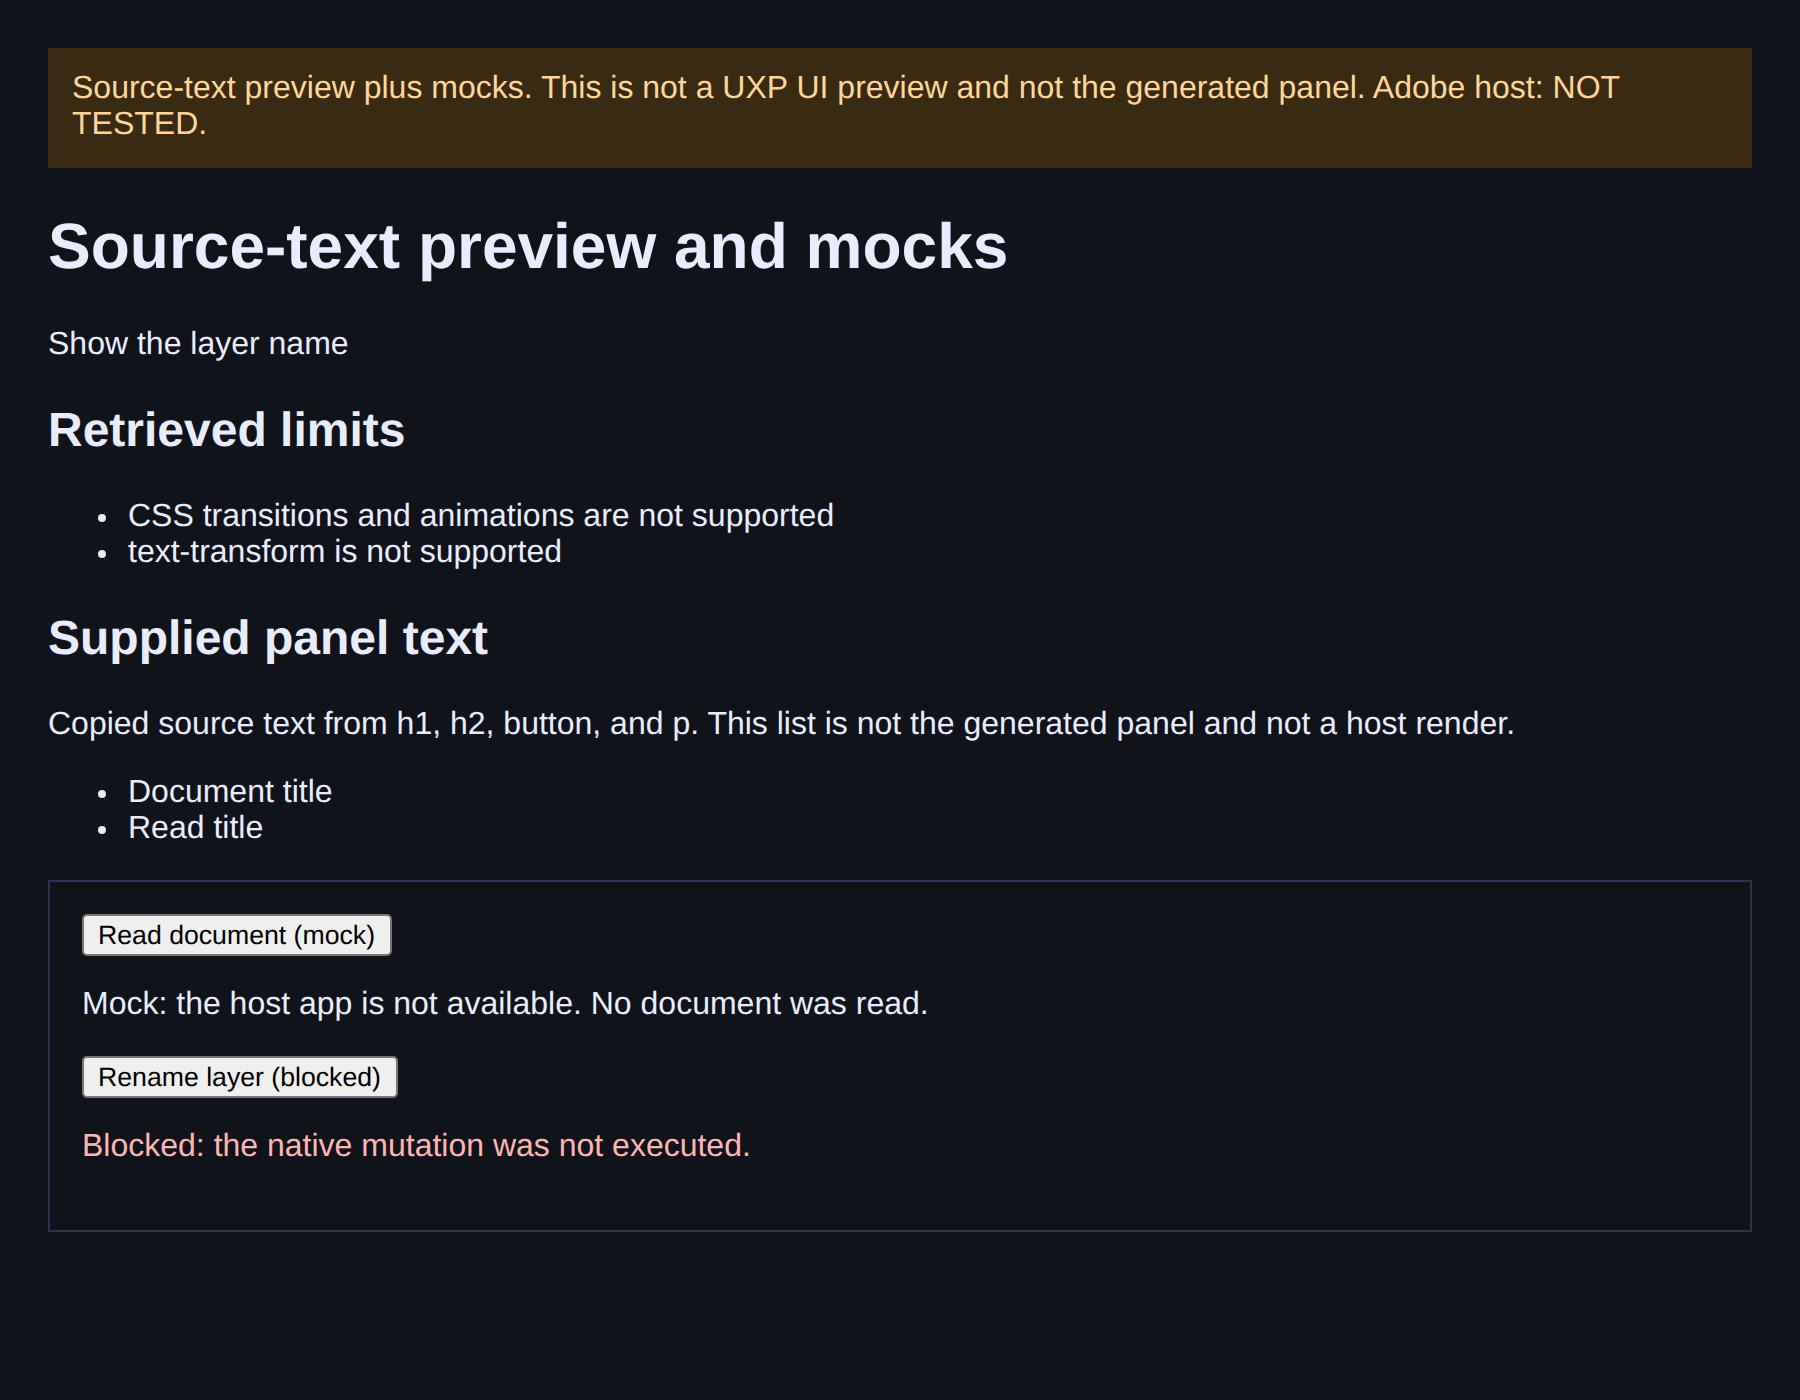 Source-text preview plus mocks. This is not a UXP UI preview and not the generated panel. Adobe host: NOT
TESTED.
Source-text preview and mocks
Show the layer name
Retrieved limits
CSS transitions and animations are not supported
text-transform is not supported
Supplied panel text
Copied source text from h1, h2, button, and p. This list is not the generated panel and not a host render.
Document title
Read title
Read document (mock)
Mock: the host app is not available. No document was read.
Rename layer (blocked)
Blocked: the native mutation was not executed.